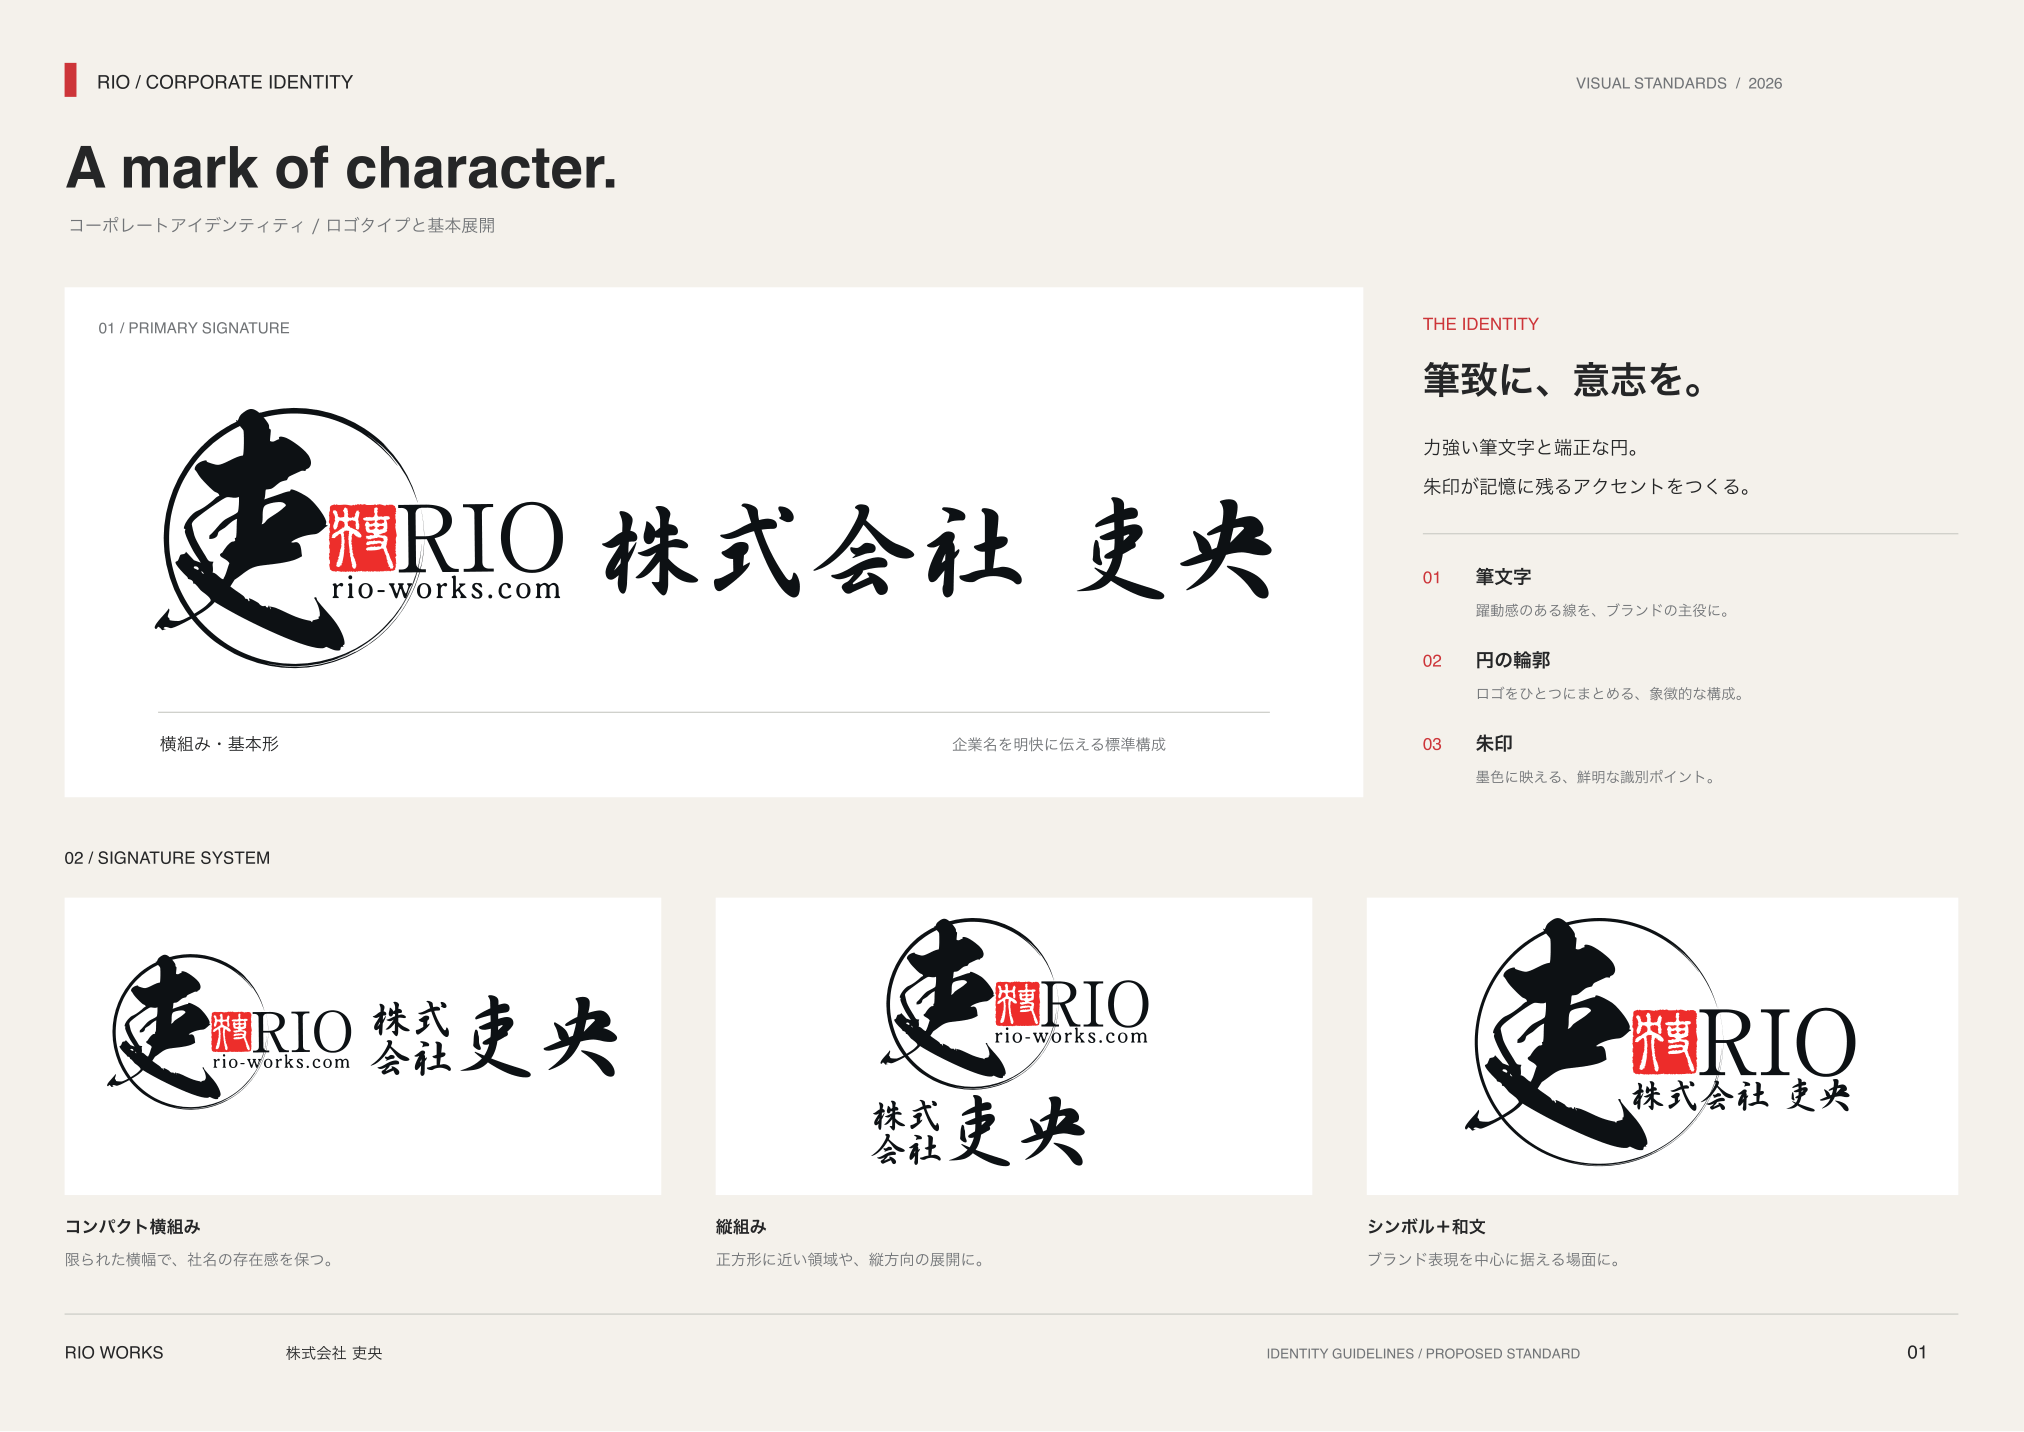 RIO / CORPORATE IDENTITY
VISUAL STANDARDS / 2026
A mark of character.
コーポレートアイデンティティ / ロゴタイプと基本展開
01 / PRIMARY SIGNATURE
吏
RIO
rio-works.com
株式会社 吏央
横組み・基本形
企業名を明快に伝える標準構成
THE IDENTITY
筆致に、意志を。
力強い筆文字と端正な円。
朱印が記憶に残るアクセントをつくる。
01 筆文字
躍動感のある線を、ブランドの主役に。
02 円の輪郭
ロゴをひとつにまとめる、象徴的な構成。
03 朱印
墨色に映える、鮮明な識別ポイント。
02 / SIGNATURE SYSTEM
吏
RIO
rio-works.com
株式会社 吏央
コンパクト横組み
限られた横幅で、社名の存在感を保つ。
吏
RIO
rio-works.com
株式会社 吏央
縦組み
正方形に近い領域や、縦方向の展開に。
吏
RIO
株式会社 吏央
シンボル+和文
ブランド表現を中心に据える場面に。
RIO WORKS
株式会社 吏央
IDENTITY GUIDELINES / PROPOSED STANDARD
01